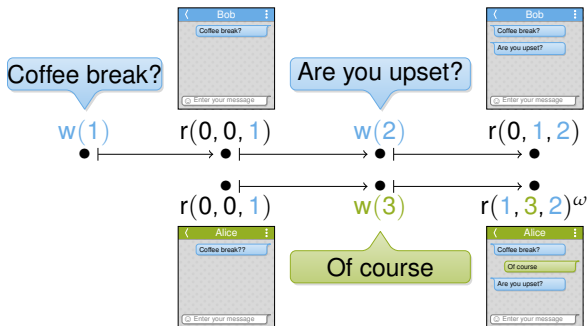 Bob
Coffee break?
Enter your message
Coffee break?
Are you upset?
Bob
Coffee break?
Are you upset?
Enter your message
w(1)
r(0, 0, 1)
w(2)
r(0, 1, 2)
r(0, 0, 1)
w(3)
r(1, 3, 2)^ω
Alice
Coffee break??
Enter your message
Of course
Alice
Coffee break?
Of course
Are you upset?
Enter your message